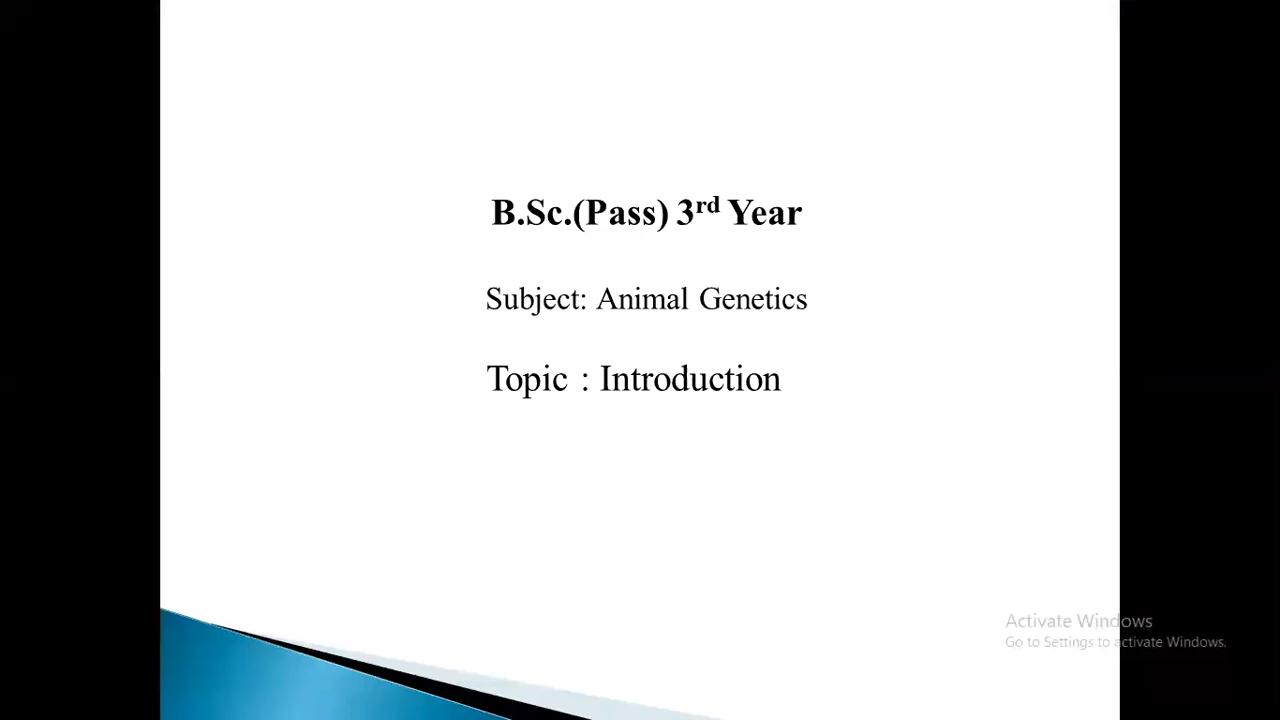 B.Sc.(Pass) 3rd Year
Subject: Animal Genetics
Topic : Introduction
Activate Windows
Go to Settings to activate Windows.